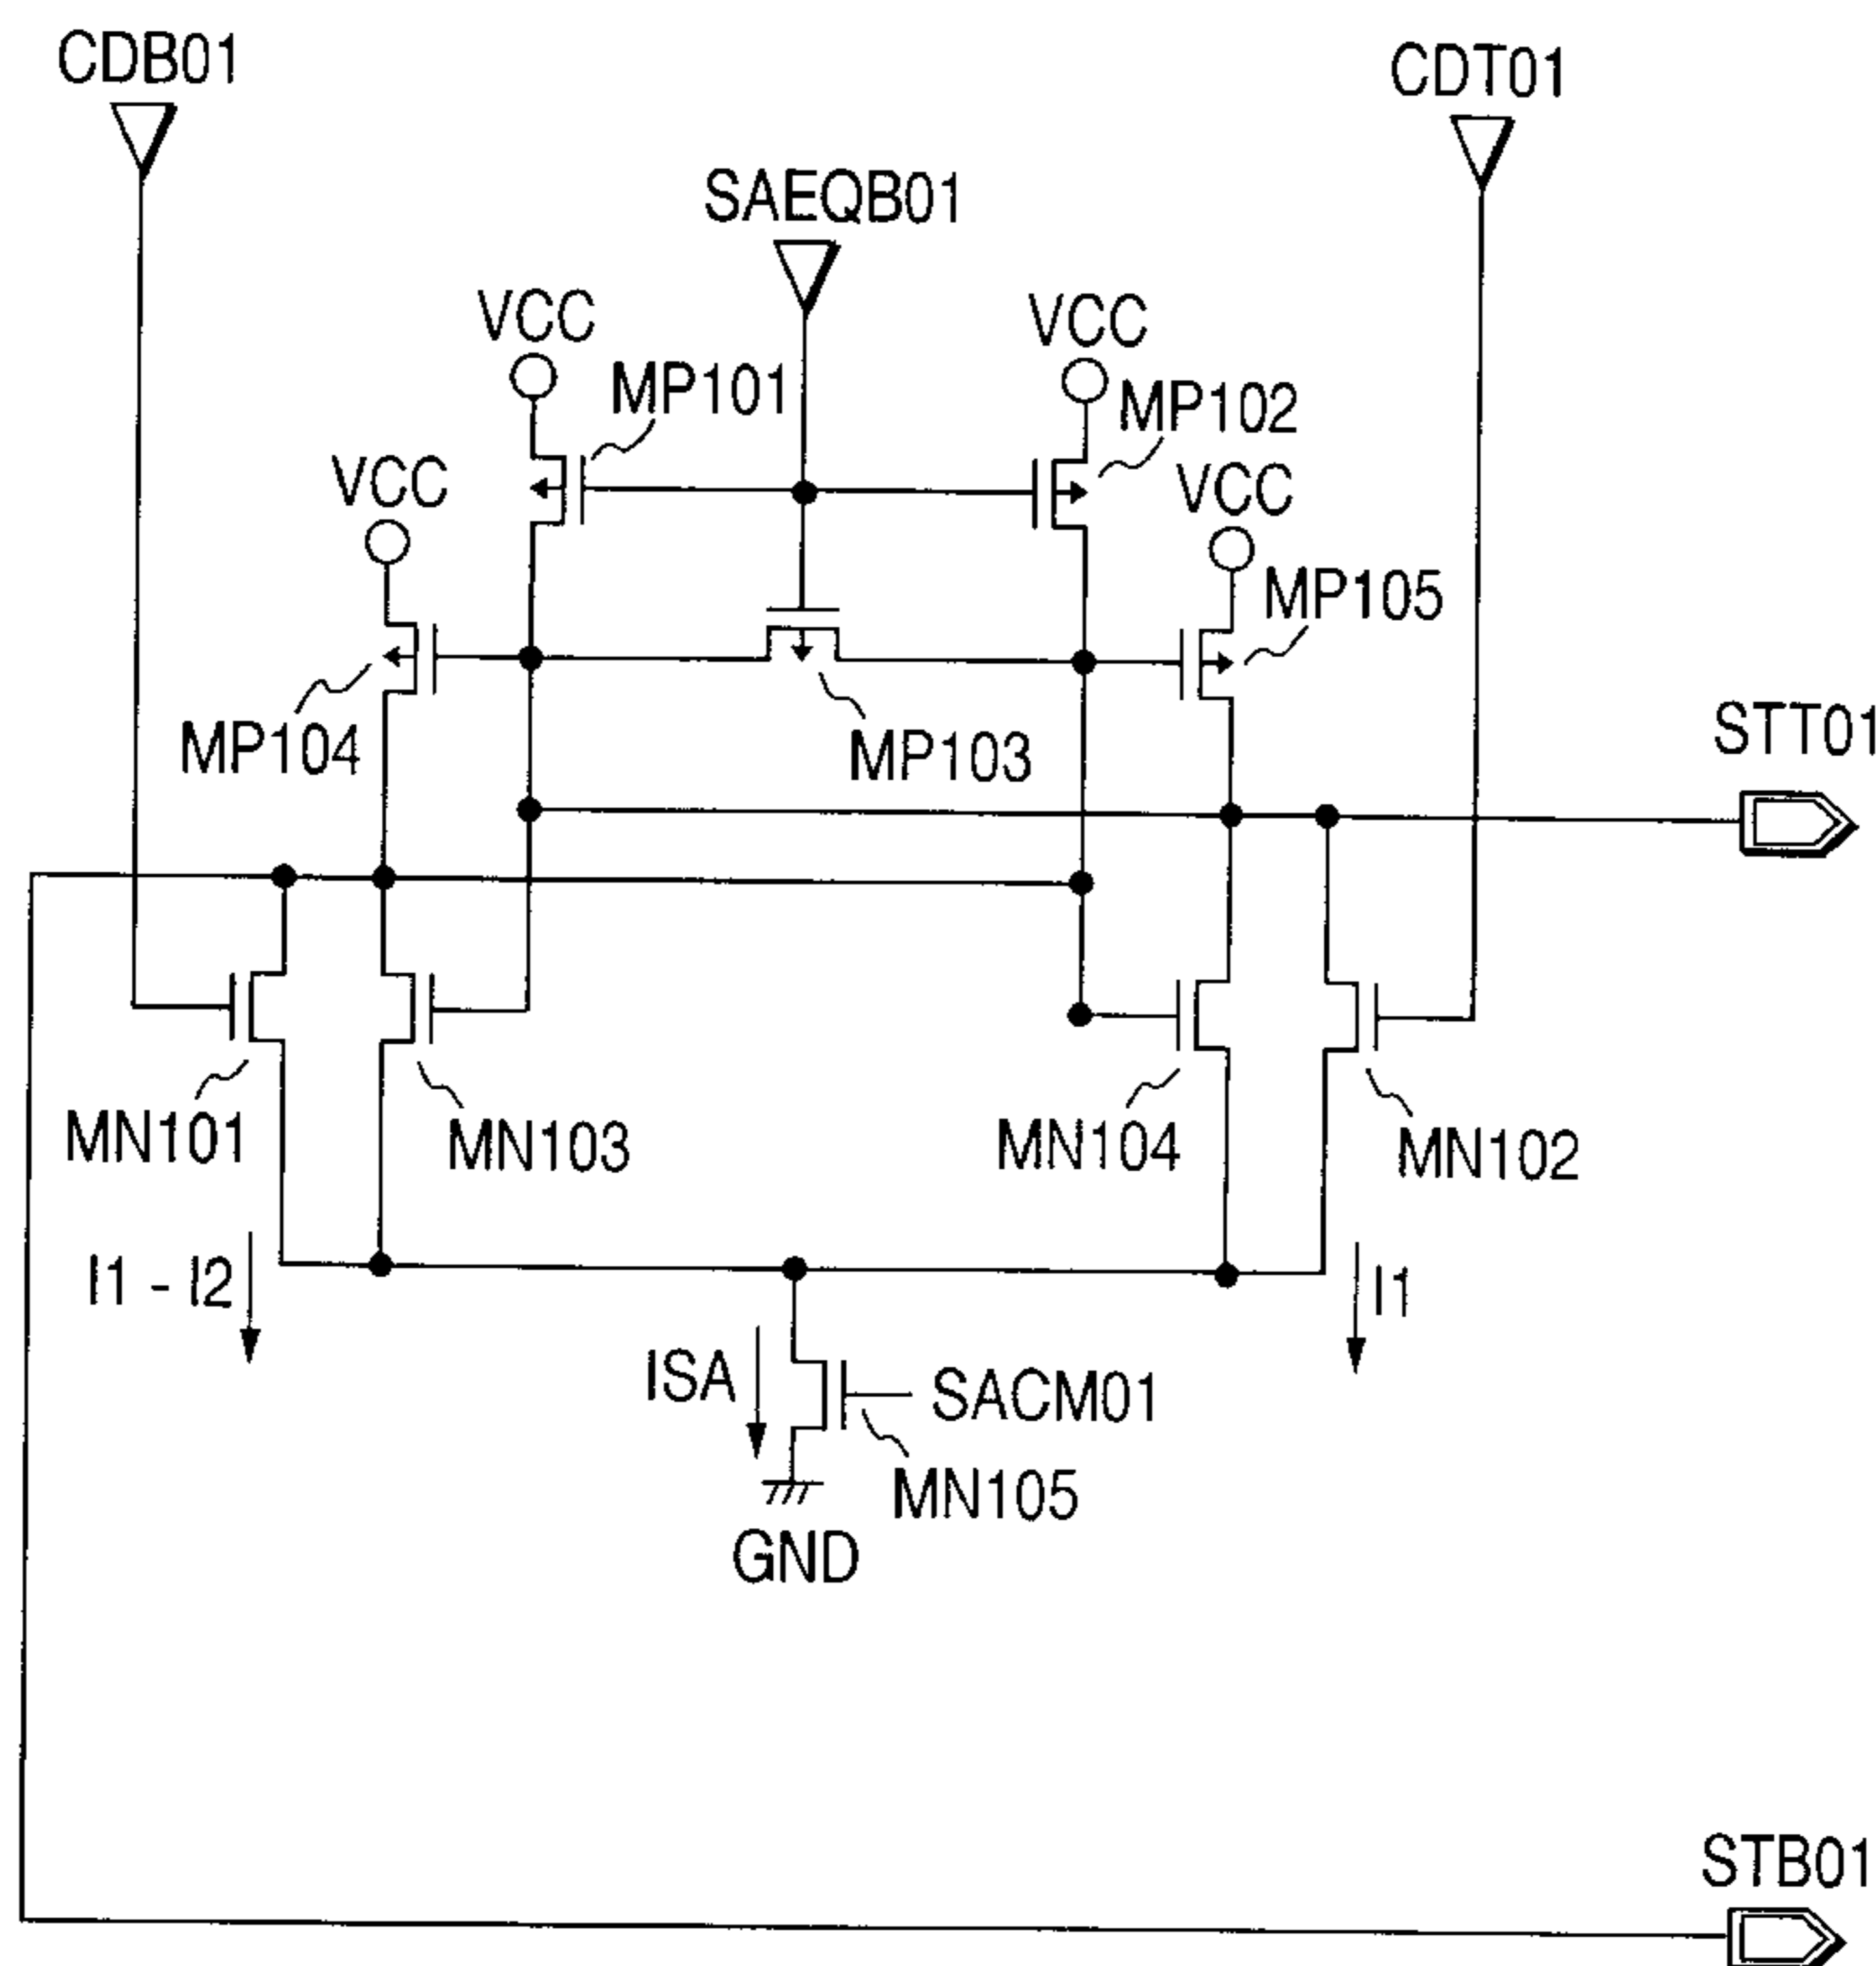 CDB01
CDT01
SAEQB01
VCC
VCC
MP101
MP102
VCC
VCC
MP105
MP104
MP103
STT01
MN101
MN103
MN104
MN102
I1 - I2
I1
ISA
SACM01
MN105
GND
STB01